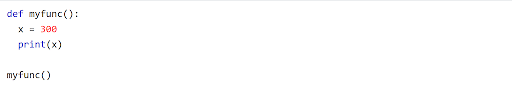 def myfunc():
  x = 300
  print(x)

myfunc()